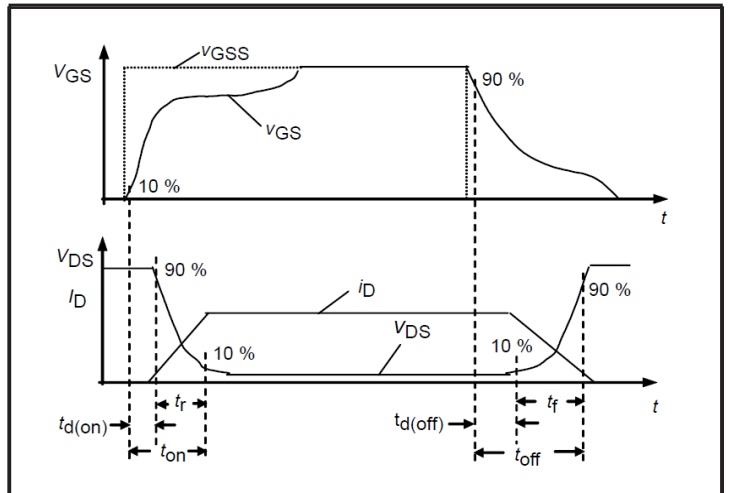 VGSS
VGS
90 %
VGS
10 %
t
VDS
90 %
ID
iD
90 %
VDS
10 %
10 %
tr
tf
t
td(on)
td(off)
ton
toff